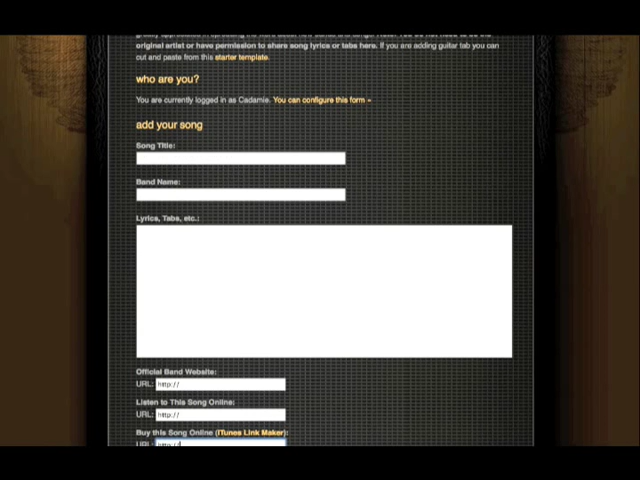 original artist or have permission to share song lyrics or tabs here. If you are adding guitar tab you can
cut and paste from this starter template.
who are you?
You are currently logged in as Cadamie. You can configure this form »
add your song
Song Title:
Band Name:
Lyrics, Tabs, etc.:
Official Band Website:
URL: http://
Listen to This Song Online:
URL: http://
Buy this Song Online (iTunes Link Maker):
URL: http://